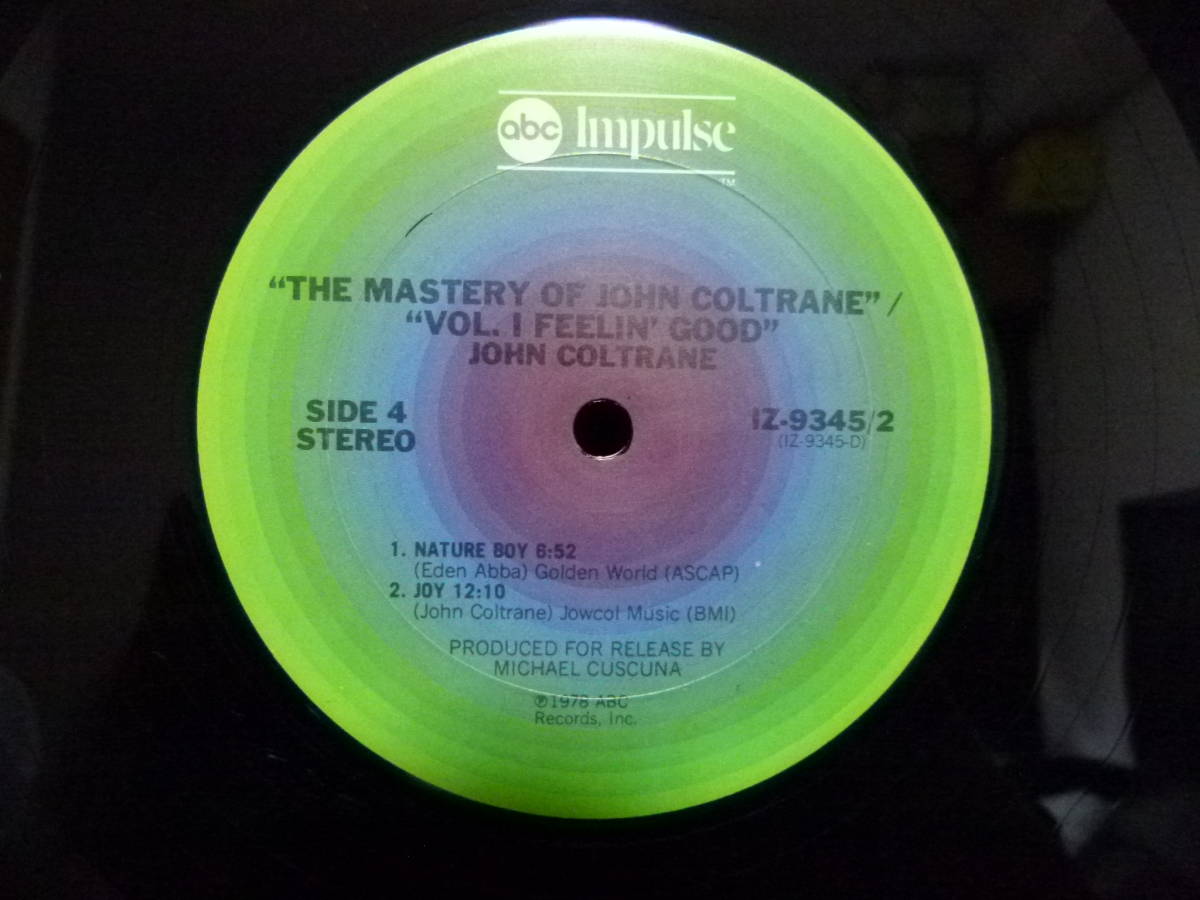 abc Impulse
TM
“THE MASTERY OF JOHN COLTRANE” /
“VOL. I FEELIN’ GOOD”
JOHN COLTRANE
SIDE 4
STEREO
IZ-9345/2
(IZ-9345-D)
1. NATURE BOY 6:52
(Eden Abba) Golden World (ASCAP)
2. JOY 12:10
(John Coltrane) Jowcol Music (BMI)
PRODUCED FOR RELEASE BY
MICHAEL CUSCUNA
℗1978 ABC
Records, Inc.